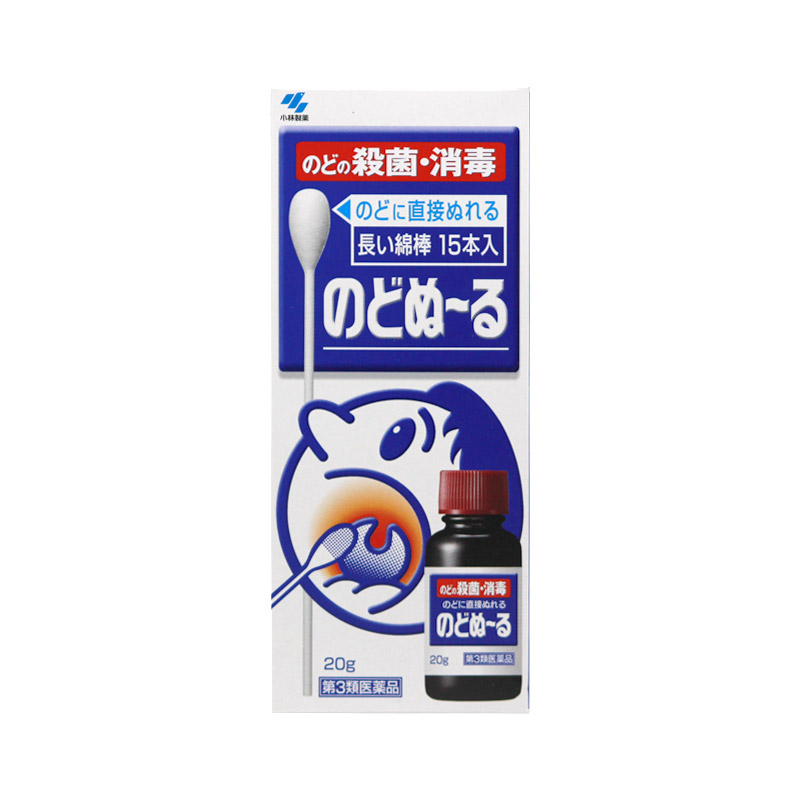 小林製薬
のどの殺菌・消毒
のどに直接ぬれる
長い綿棒 15本入
のどぬ～る
のどの殺菌・消毒
のどに直接ぬれる
のどぬ～る
20g
第3類医薬品
20g
第3類医薬品